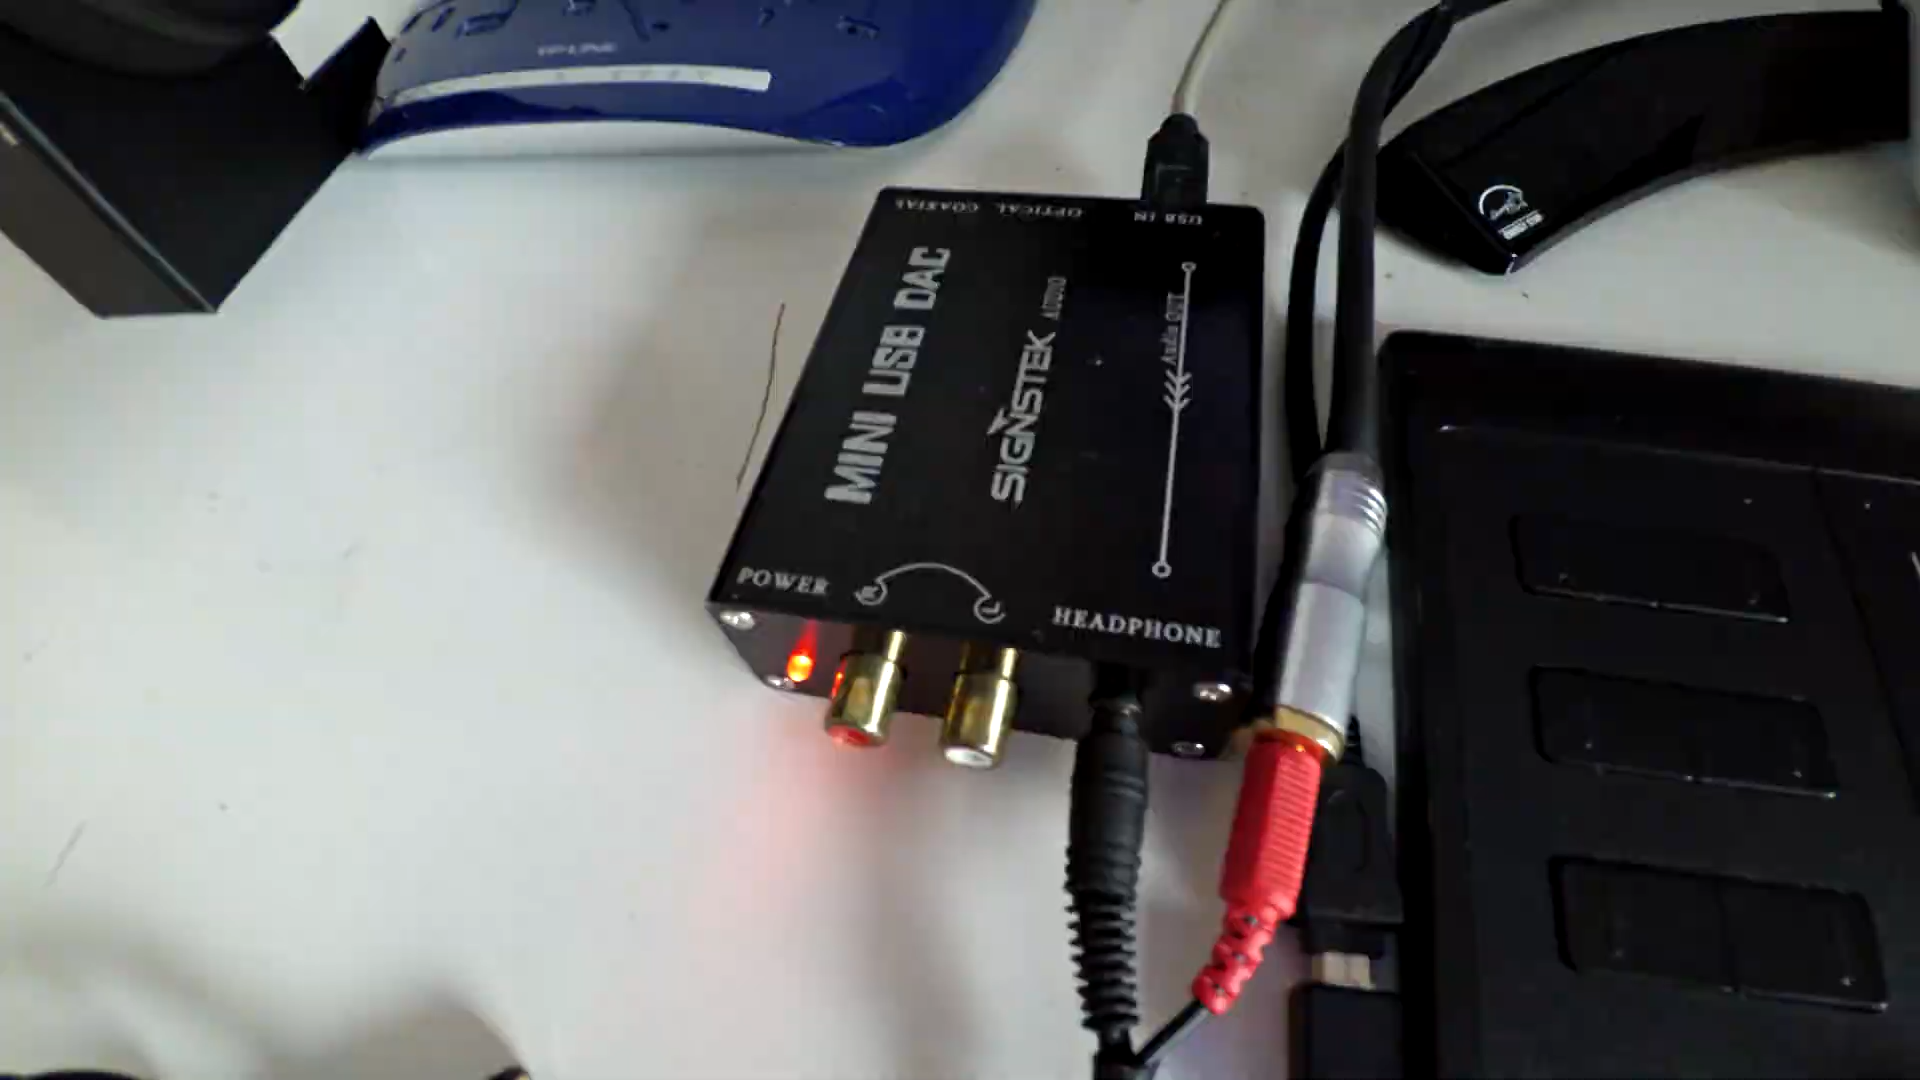 COAXIAL
OPTICAL
USB IN
MINI USB DAC
SIGNSTEK AUDIO
Audio OUT
POWER
R
L
HEADPHONE